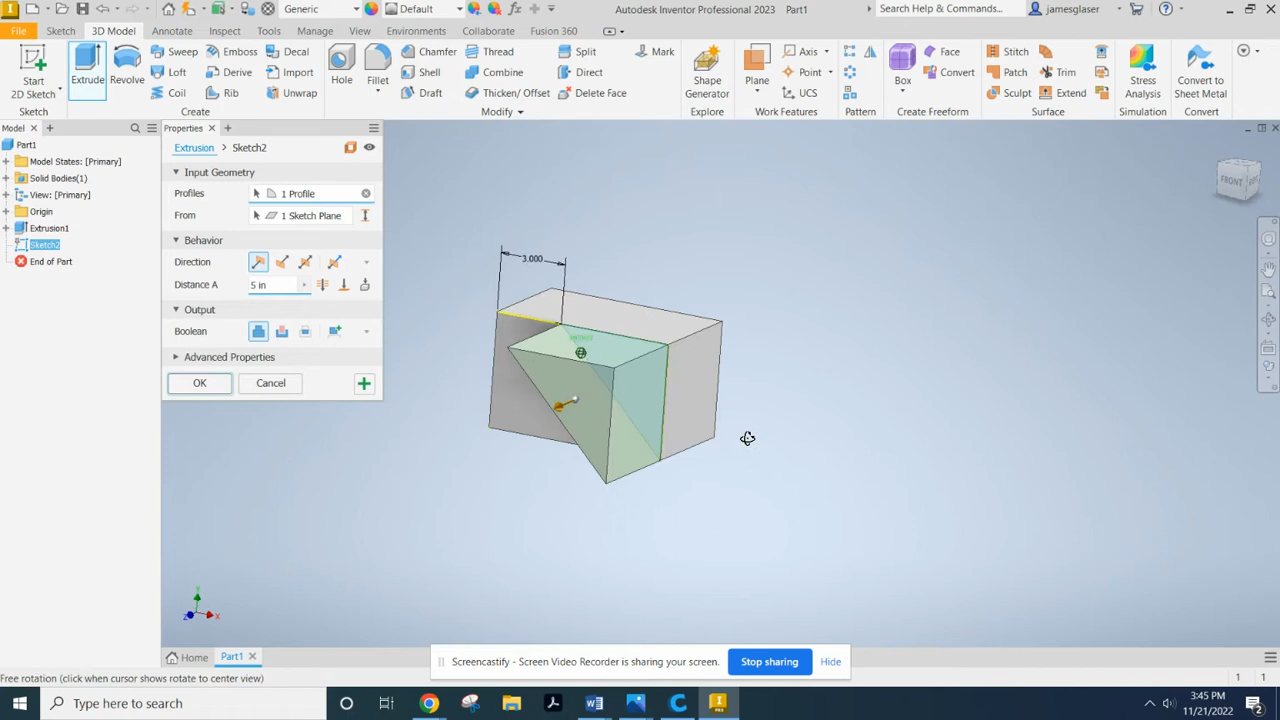 Generic
Default
Autodesk Inventor Professional 2023 Part1
Search Help & Commands...
jamesglaser
File
Sketch
3D Model
Annotate
Inspect
Tools
Manage
View
Environments
Collaborate
Fusion 360
Start
2D Sketch
Sketch
Extrude
Revolve
Sweep
Loft
Coil
Emboss
Derive
Rib
Decal
Import
Unwrap
Create
Hole
Fillet
Chamfer
Shell
Draft
Thread
Combine
Thicken/ Offset
Split
Direct
Delete Face
Modify
Mark
Shape
Generator
Explore
Plane
Axis
Point
UCS
Work Features
Pattern
Box
Face
Convert
Create Freeform
Stitch
Patch
Sculpt
Trim
Extend
Surface
Stress
Analysis
Simulation
Convert to
Sheet Metal
Convert
Model
Part1
Model States: [Primary]
Solid Bodies(1)
View: [Primary]
Origin
Extrusion1
Sketch2
End of Part
Properties
Extrusion
Sketch2
Input Geometry
Profiles
1 Profile
From
1 Sketch Plane
Behavior
Direction
Distance A
5 in
Output
Boolean
Advanced Properties
OK
Cancel
3.000
FRONT
Home
Part1
Screencastify - Screen Video Recorder is sharing your screen.
Stop sharing
Hide
Free rotation (click when cursor shows rotate to center view)
1
1
Type here to search
3:45 PM
11/21/2022
2